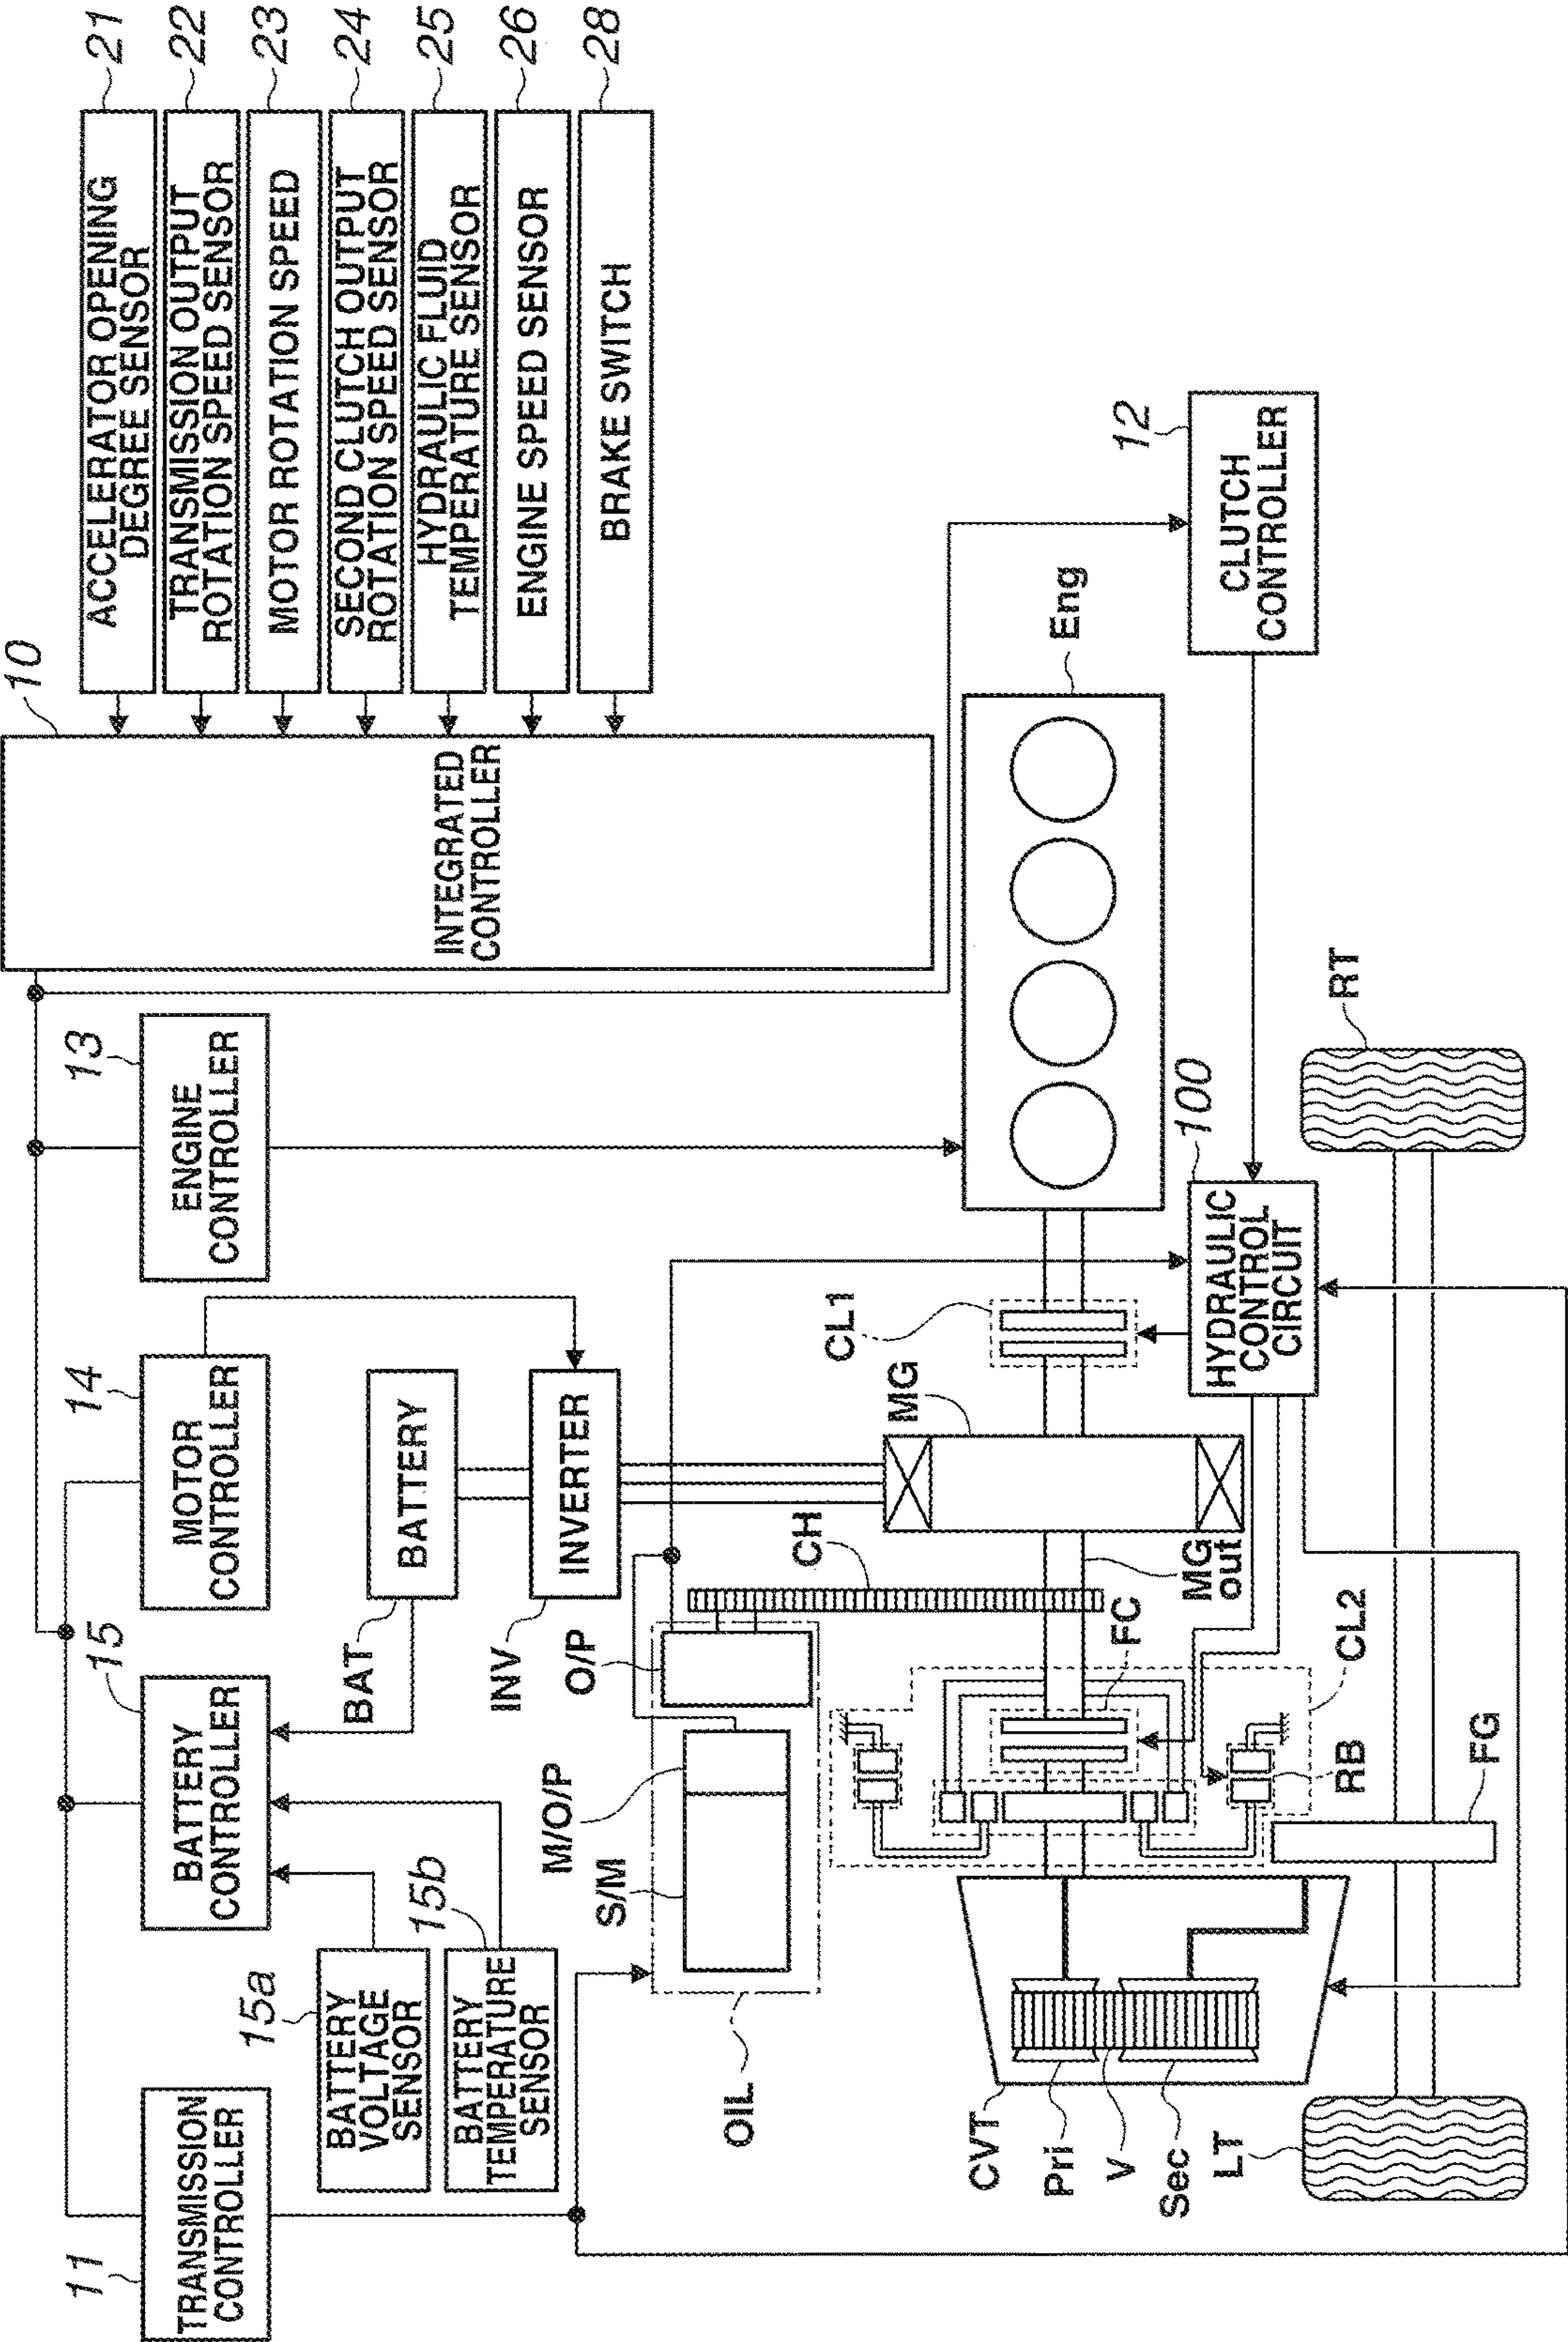 21
ACCELERATOR OPENING
DEGREE SENSOR
22
TRANSMISSION OUTPUT
ROTATION SPEED SENSOR
23
MOTOR ROTATION SPEED
24
SECOND CLUTCH OUTPUT
ROTATION SPEED SENSOR
25
HYDRAULIC FLUID
TEMPERATURE SENSOR
26
ENGINE SPEED SENSOR
28
BRAKE SWITCH
10
INTEGRATED
CONTROLLER
12
CLUTCH
CONTROLLER
13
ENGINE
CONTROLLER
14
MOTOR
CONTROLLER
15
BATTERY
CONTROLLER
11
TRANSMISSION
CONTROLLER
15a
BATTERY
VOLTAGE
SENSOR
15b
BATTERY
TEMPERATURE
SENSOR
BATTERY
BAT
INVERTER
INV
Eng
RT
100
HYDRAULIC
CONTROL
CIRCUIT
CL1
MG
CH
MG
out
O/P
M/O/P
S/M
OIL
FC
CL2
RB
FG
CVT
Pri
V
Sec
LT